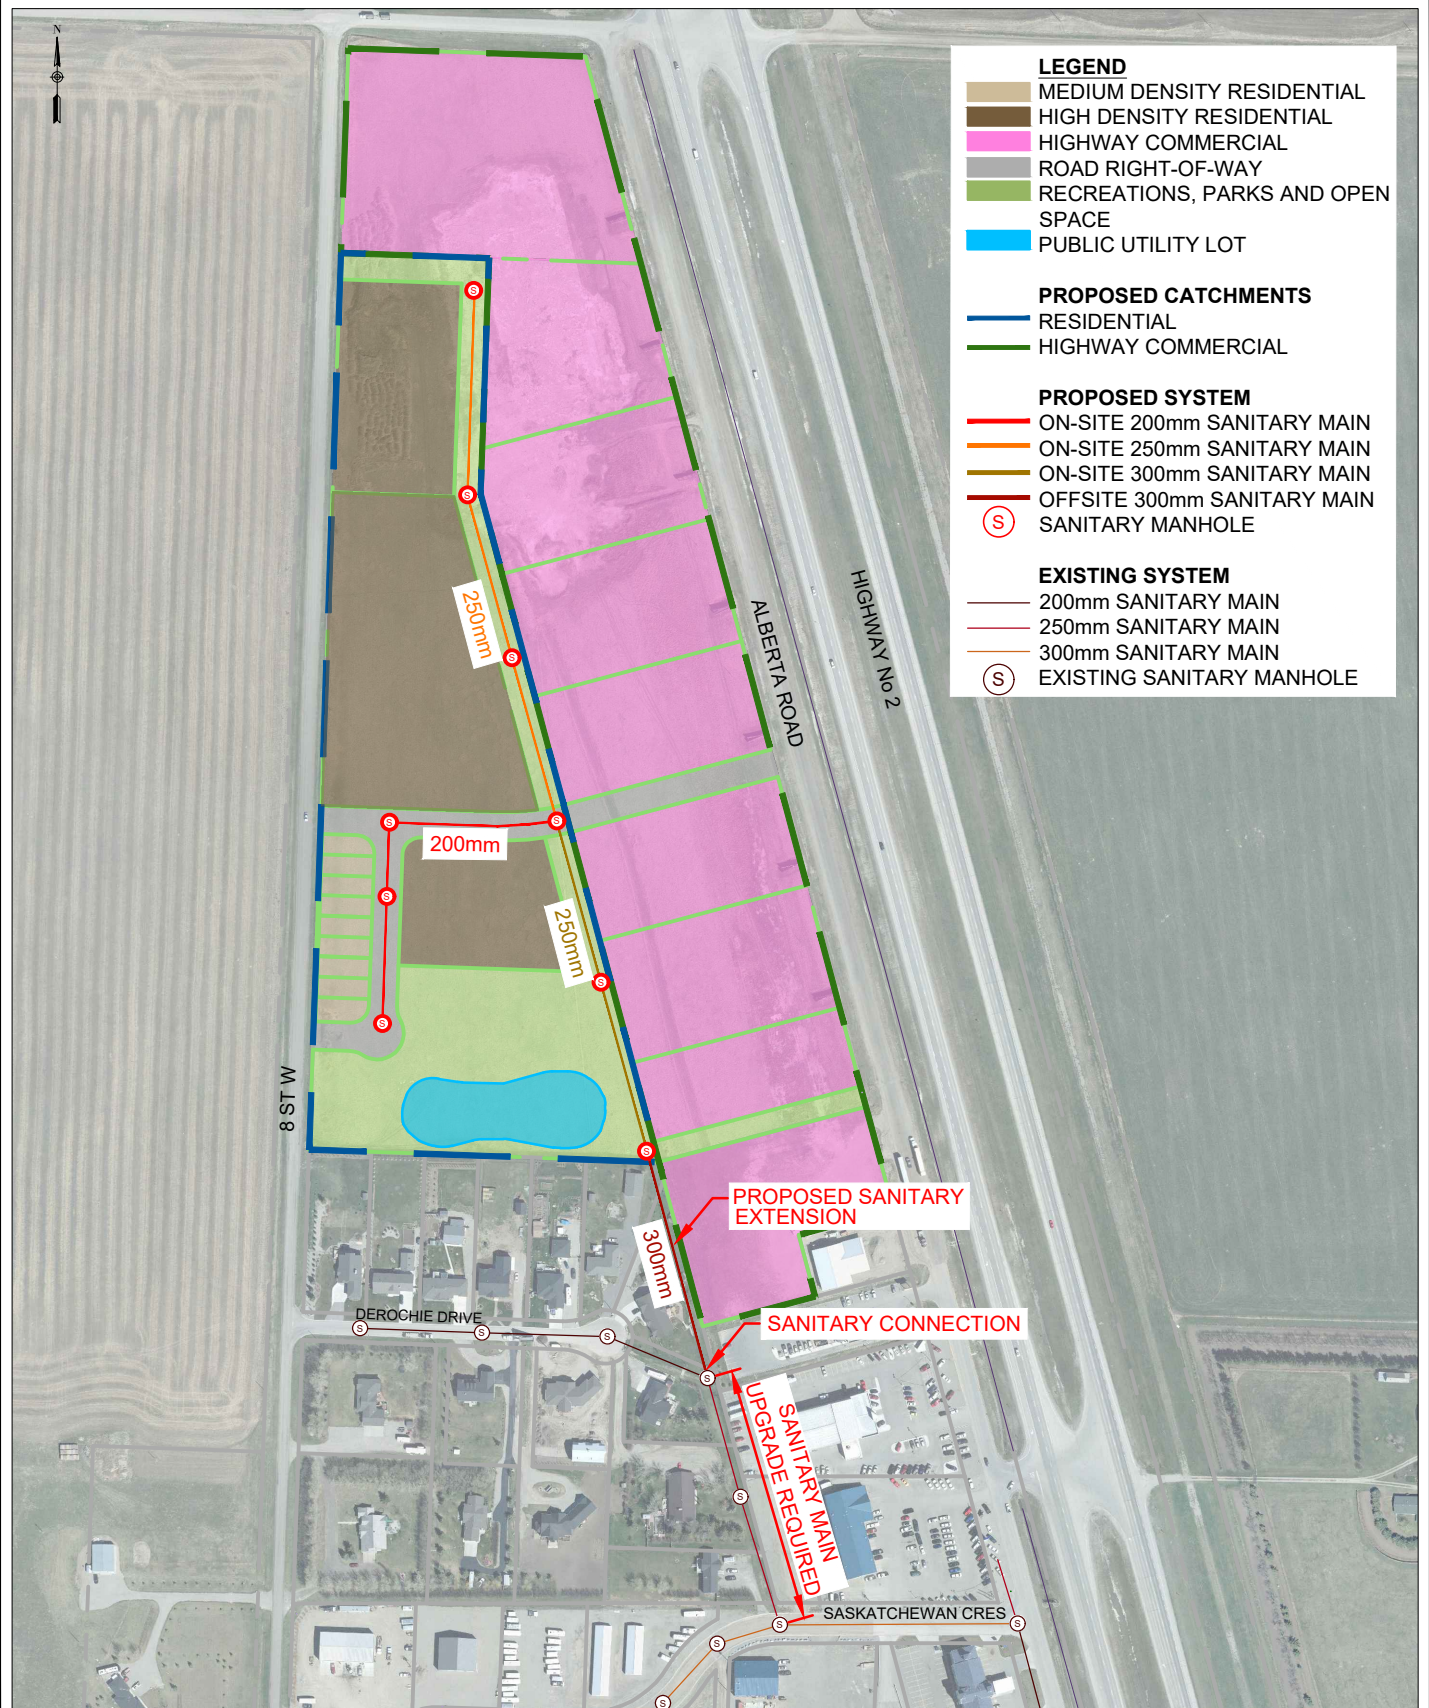 N
LEGEND
MEDIUM DENSITY RESIDENTIAL
HIGH DENSITY RESIDENTIAL
HIGHWAY COMMERCIAL
ROAD RIGHT-OF-WAY
RECREATIONS, PARKS AND OPEN
SPACE
PUBLIC UTILITY LOT
PROPOSED CATCHMENTS
RESIDENTIAL
HIGHWAY COMMERCIAL
PROPOSED SYSTEM
ON-SITE 200mm SANITARY MAIN
ON-SITE 250mm SANITARY MAIN
ON-SITE 300mm SANITARY MAIN
OFFSITE 300mm SANITARY MAIN
S SANITARY MANHOLE
EXISTING SYSTEM
200mm SANITARY MAIN
250mm SANITARY MAIN
300mm SANITARY MAIN
S EXISTING SANITARY MANHOLE
S
S
250mm
S
ALBERTA ROAD
HIGHWAY No 2
S
S
200mm
S
250mm
S
S
8 ST W
S
PROPOSED SANITARY
EXTENSION
300mm
DEROCHIE DRIVE
S
S
S
SANITARY CONNECTION
S
SANITARY MAIN
UPGRADE REQUIRED
S
SASKATCHEWAN CRES
S
S
S
S